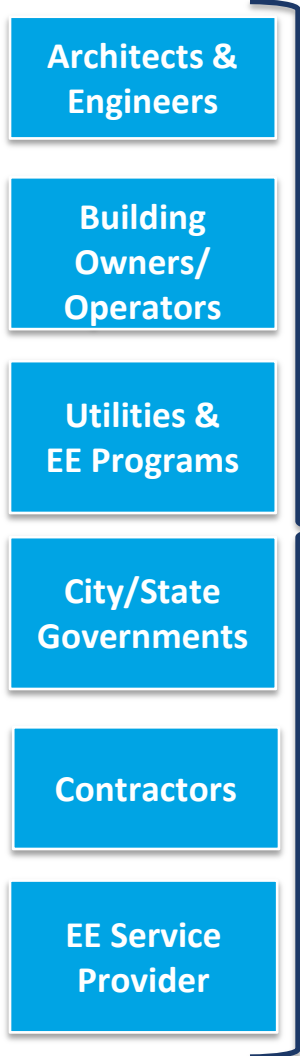 Architects &
Engineers
Building
Owners/
Operators
Utilities &
EE Programs
City/State
Governments
Contractors
EE Service
Provider